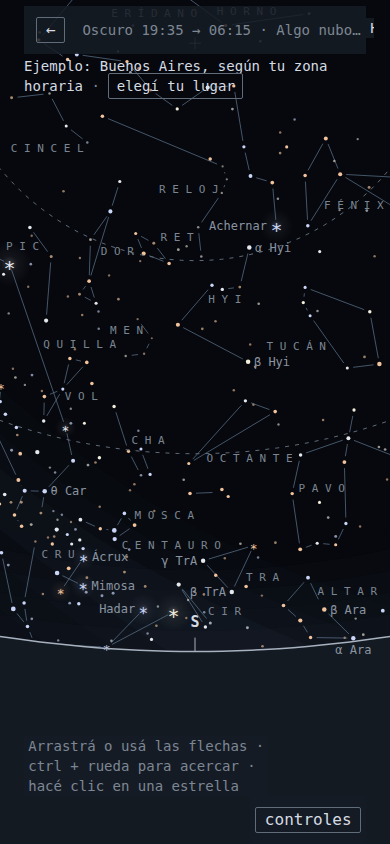 ERIDANO HORNO
← Oscuro 19:35 → 06:15 · Algo nubo…
Ejemplo: Buenos Aires, según tu zona
horaria · elegí tu lugar
CINCEL
RELOJ
FÉNIX
Achernar
RET
PIC
DOR
α Hyi
HYI
MEN
QUILLA
TUCÁN
β Hyi
VOL
CHA
OCTANTE
θ Car
PAVO
MOSCA
CENTAURO
CRU
Acrux
γ TrA
TRA
Mimosa
β TrA
ALTAR
Hadar
CIR
β Ara
S
α Ara
Arrastrá o usá las flechas ·
ctrl + rueda para acercar ·
hacé clic en una estrella
controles